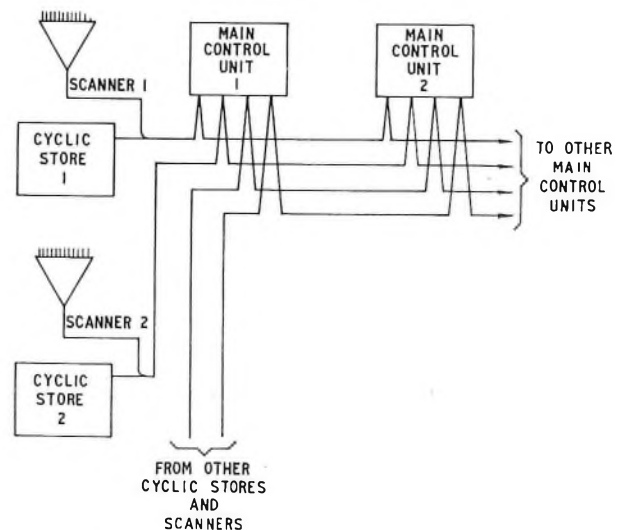 MAIN
CONTROL
UNIT
1
MAIN
CONTROL
UNIT
2
SCANNER 1
CYCLIC
STORE
1
TO OTHER
MAIN
CONTROL
UNITS
SCANNER 2
CYCLIC
STORE
2
FROM OTHER
CYCLIC STORES
AND
SCANNERS